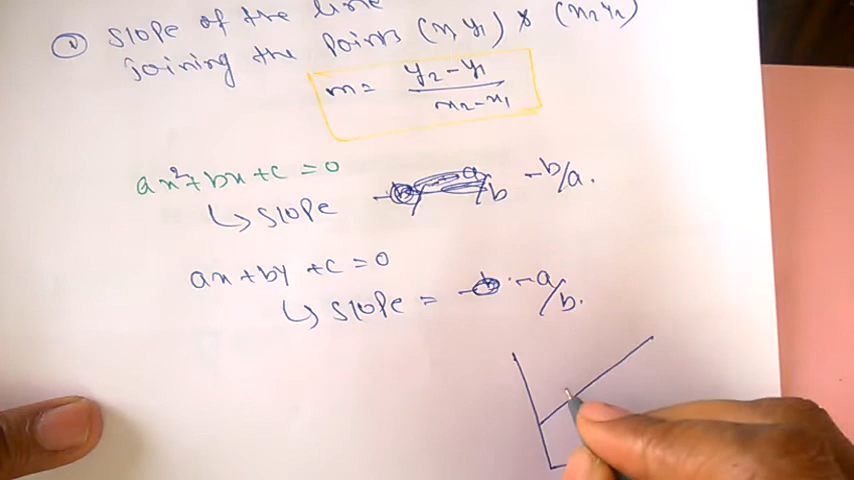 (v) Slope of the line
joining the points (x1 y1) & (x2 y2)
m = y2-y1 / x2-x1
ax²+bx+c=0
↳ slope -b/a.
ax+by+c=0
↳ slope = -a/b.